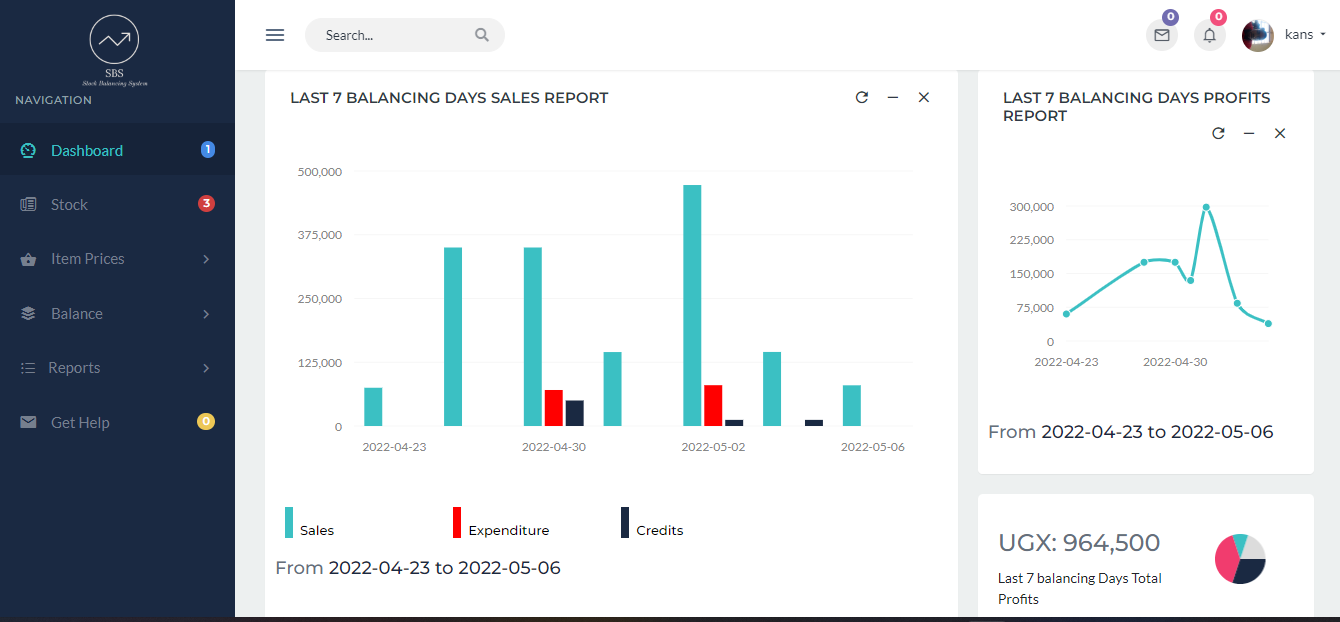 SBS
Stock Balancing System
NAVIGATION
Dashboard 1
Stock 3
Item Prices
Balance
Reports
Get Help 0
Search...
0
0
kans
LAST 7 BALANCING DAYS SALES REPORT
500,000
375,000
250,000
125,000
0
2022-04-23 2022-04-30 2022-05-02 2022-05-06
Sales Expenditure Credits
From 2022-04-23 to 2022-05-06
LAST 7 BALANCING DAYS PROFITS
REPORT
300,000
225,000
150,000
75,000
0
2022-04-23 2022-04-30
From 2022-04-23 to 2022-05-06
UGX: 964,500
Last 7 balancing Days Total
Profits